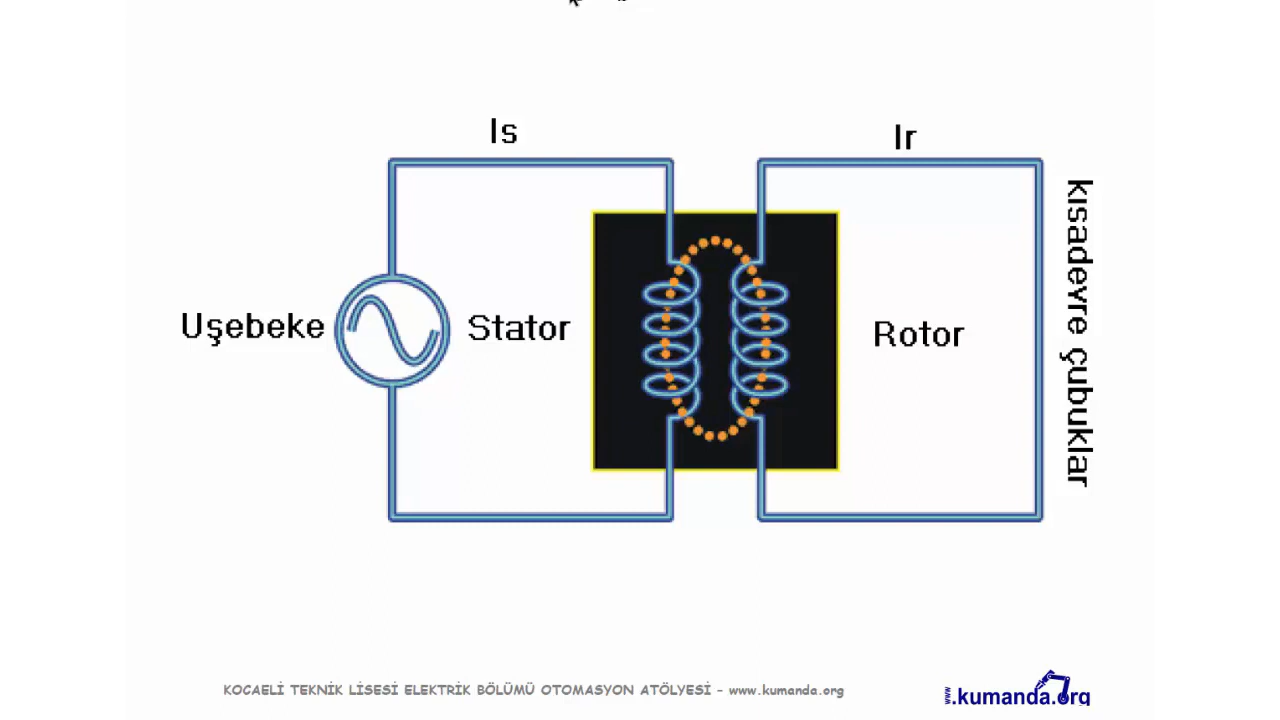 Is
Ir
Uşebeke
Stator
Rotor
kısadevre çubuklar
KOCAELİ TEKNİK LİSESİ ELEKTRİK BÖLÜMÜ OTOMASYON ATÖLYESİ - www.kumanda.org
.kumanda.org